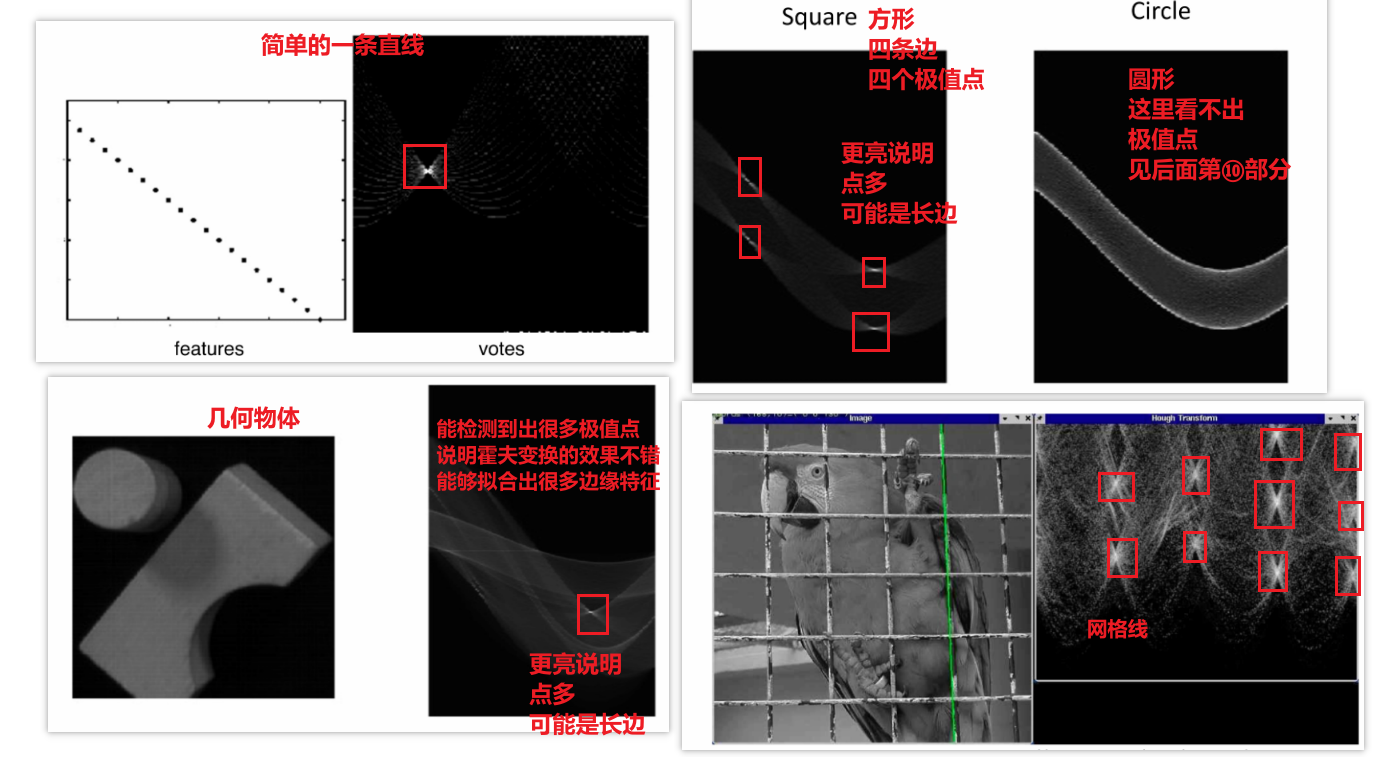 简单的一条直线
features
votes
Square
方形
四条边
四个极值点
更亮说明
点多
可能是长边
Circle
圆形
这里看不出
极值点
见后面第⑩部分
几何物体
能检测到出很多极值点
说明霍夫变换的效果不错
能够拟合出很多边缘特征
更亮说明
点多
可能是长边
Image
Hough Transform
网格线